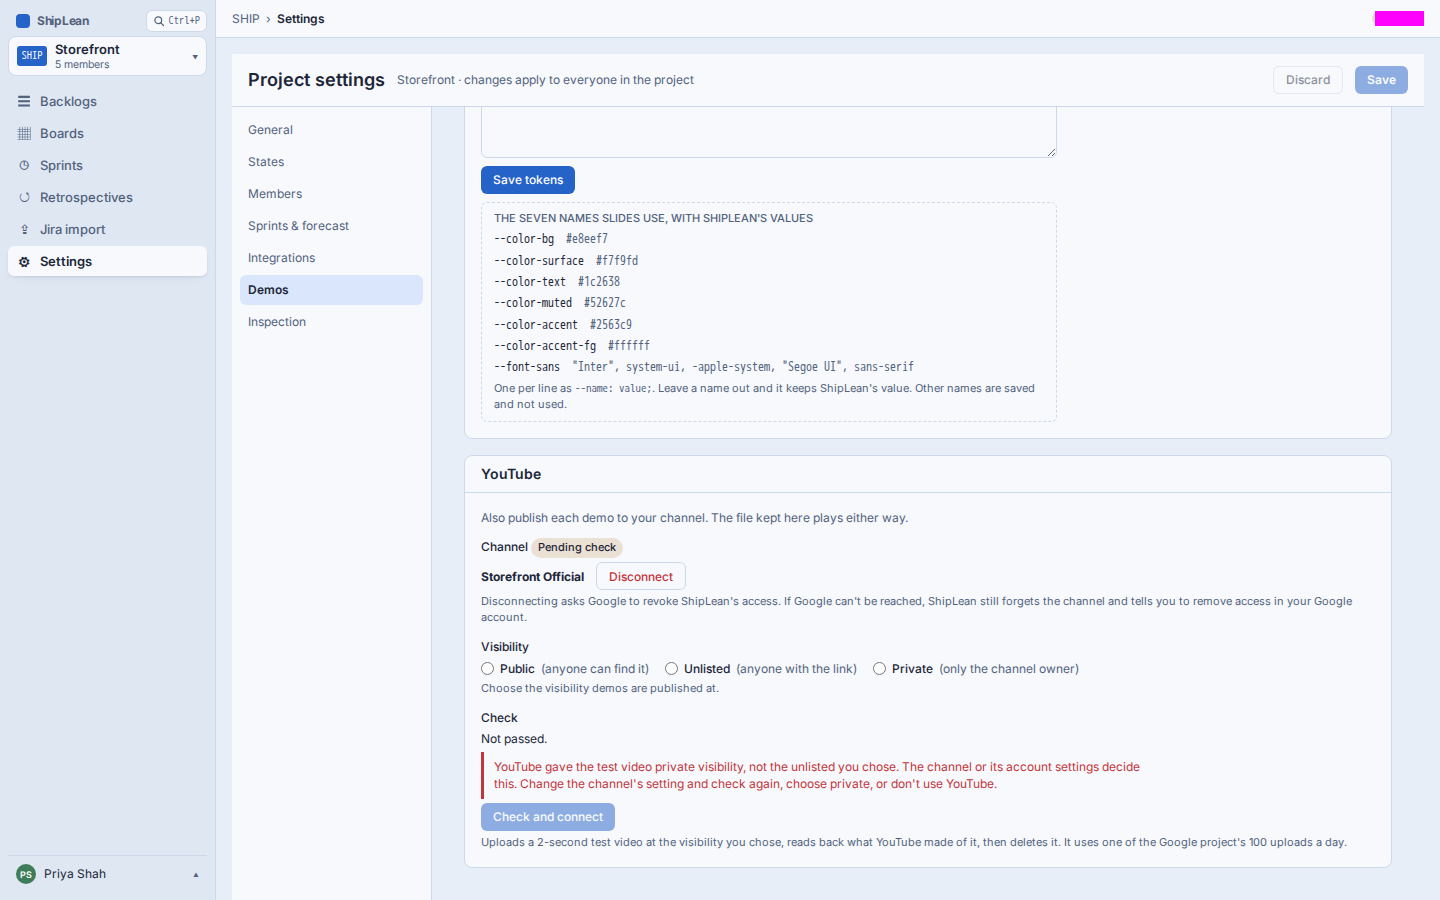 ShipLean
Ctrl+P
SHIP
Storefront
5 members
Backlogs
Boards
Sprints
Retrospectives
Jira import
Settings
Priya Shah
PS
SHIP › Settings
Project settings
Storefront · changes apply to everyone in the project
Discard
Save
General
States
Members
Sprints & forecast
Integrations
Demos
Inspection
Save tokens
THE SEVEN NAMES SLIDES USE, WITH SHIPLEAN'S VALUES
--color-bg #e8eef7
--color-surface #f7f9fd
--color-text #1c2638
--color-muted #52627c
--color-accent #2563c9
--color-accent-fg #ffffff
--font-sans "Inter", system-ui, -apple-system, "Segoe UI", sans-serif
One per line as --name: value;. Leave a name out and it keeps ShipLean's value. Other names are saved
and not used.
YouTube
Also publish each demo to your channel. The file kept here plays either way.
Channel Pending check
Storefront Official Disconnect
Disconnecting asks Google to revoke ShipLean's access. If Google can't be reached, ShipLean still forgets the channel and tells you to remove access in your Google
account.
Visibility
Public (anyone can find it) Unlisted (anyone with the link) Private (only the channel owner)
Choose the visibility demos are published at.
Check
Not passed.
YouTube gave the test video private visibility, not the unlisted you chose. The channel or its account settings decide
this. Change the channel's setting and check again, choose private, or don't use YouTube.
Check and connect
Uploads a 2-second test video at the visibility you chose, reads back what YouTube made of it, then deletes it. It uses one of the Google project's 100 uploads a day.